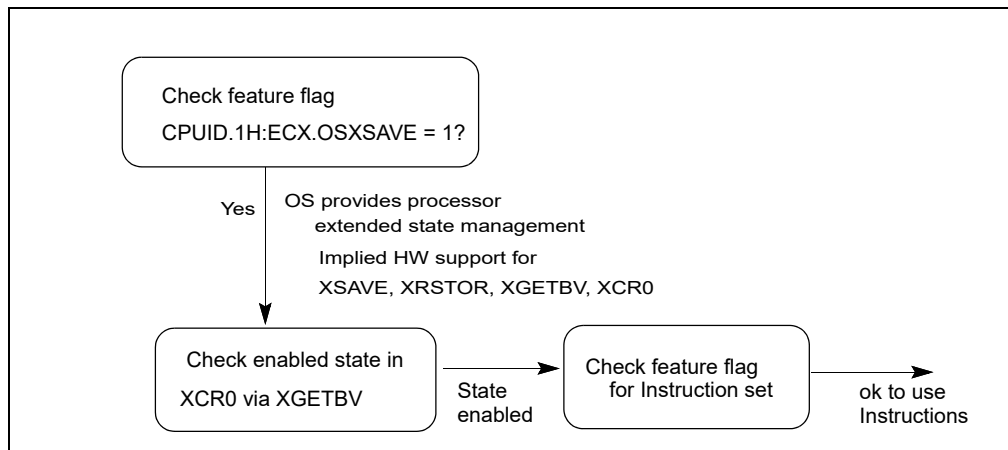 Check feature flag
CPUID.1H:ECX.OSXSAVE = 1?
Yes
OS provides processor
extended state management
Implied HW support for
XSAVE, XRSTOR, XGETBV, XCR0
Check enabled state in
XCR0 via XGETBV
State
enabled
Check feature flag
for Instruction set
ok to use
Instructions